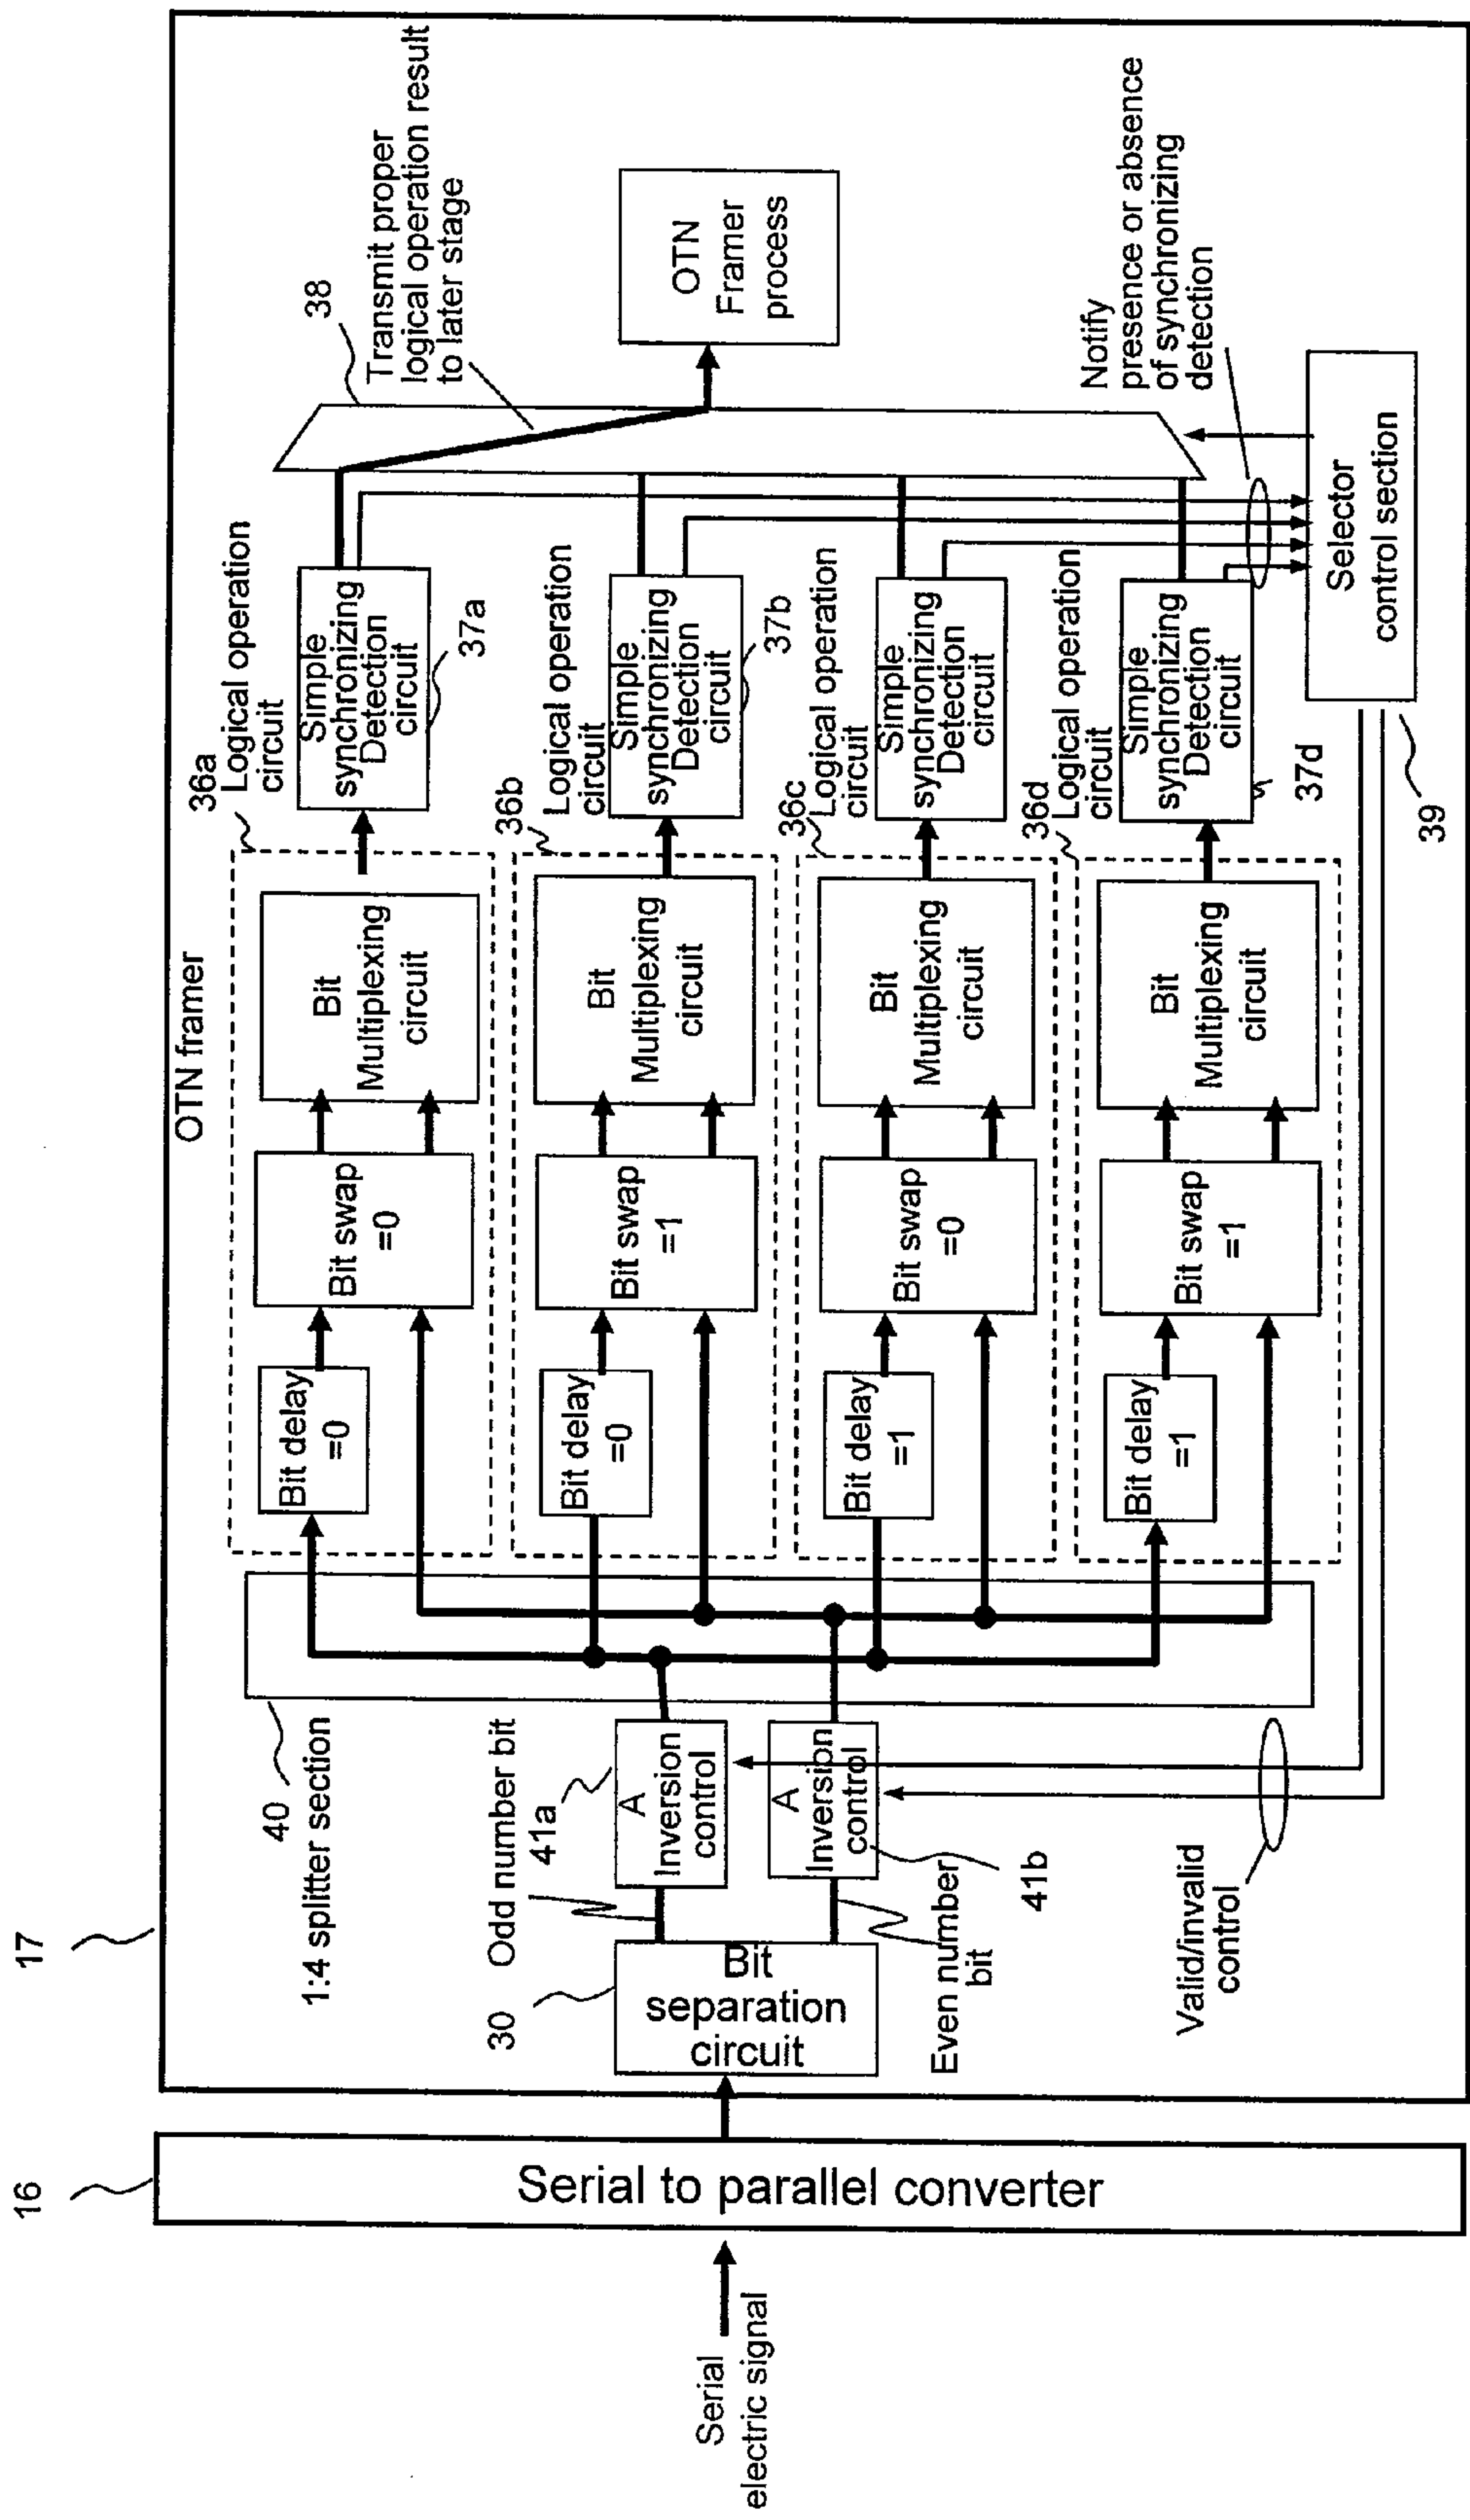 16
Serial
electric signal
Serial to parallel converter
17
OTN framer
30
Bit
separation
circuit
Odd number bit
Even number
bit
41a
A
Inversion
control
A
Inversion
control
41b
Valid/invalid
control
40
1:4 splitter section
36a
Logical operation
circuit
Bit delay
=0
Bit swap
=0
Bit
Multiplexing
circuit
Simple
synchronizing
Detection
circuit
37a
36b
Logical operation
circuit
Bit delay
=0
Bit swap
=1
Bit
Multiplexing
circuit
Simple
synchronizing
Detection
circuit
37b
36c
Logical operation
circuit
Bit delay
=1
Bit swap
=0
Bit
Multiplexing
circuit
Simple
synchronizing
Detection
circuit
36d
Logical operation
circuit
Bit delay
=1
Bit swap
=1
Bit
Multiplexing
circuit
Simple
synchronizing
Detection
circuit
37d
38
Transmit proper
logical operation result
to later stage
OTN
Framer
process
Notify
presence or absence
of synchronizing
detection
Selector
control section
39